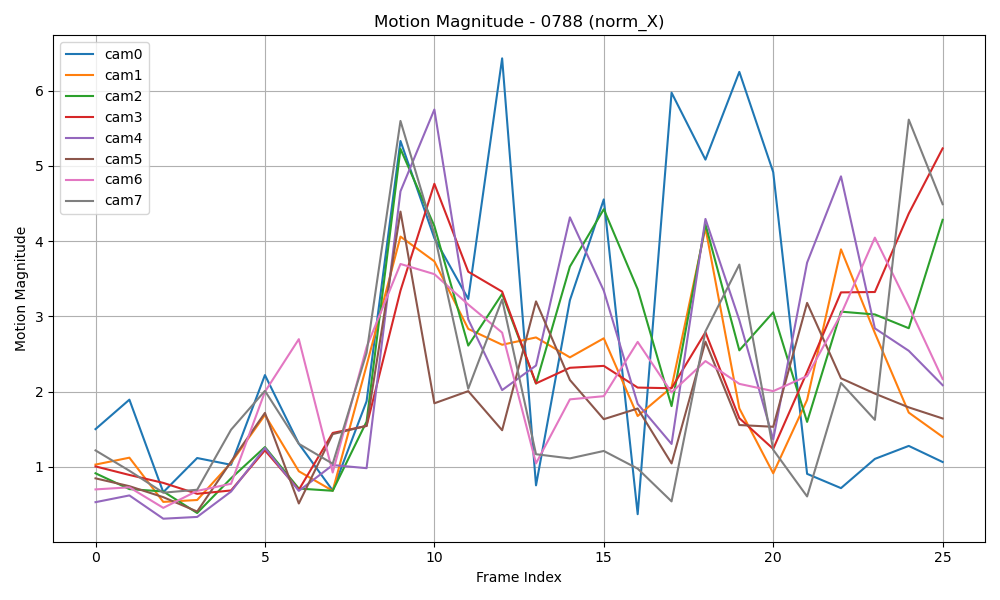 Motion Magnitude - 0788 (norm_X)
cam0
cam1
cam2
cam3
cam4
cam5
cam6
cam7
6
5
4
3
2
1
Motion Magnitude
0 5 10 15 20 25
Frame Index